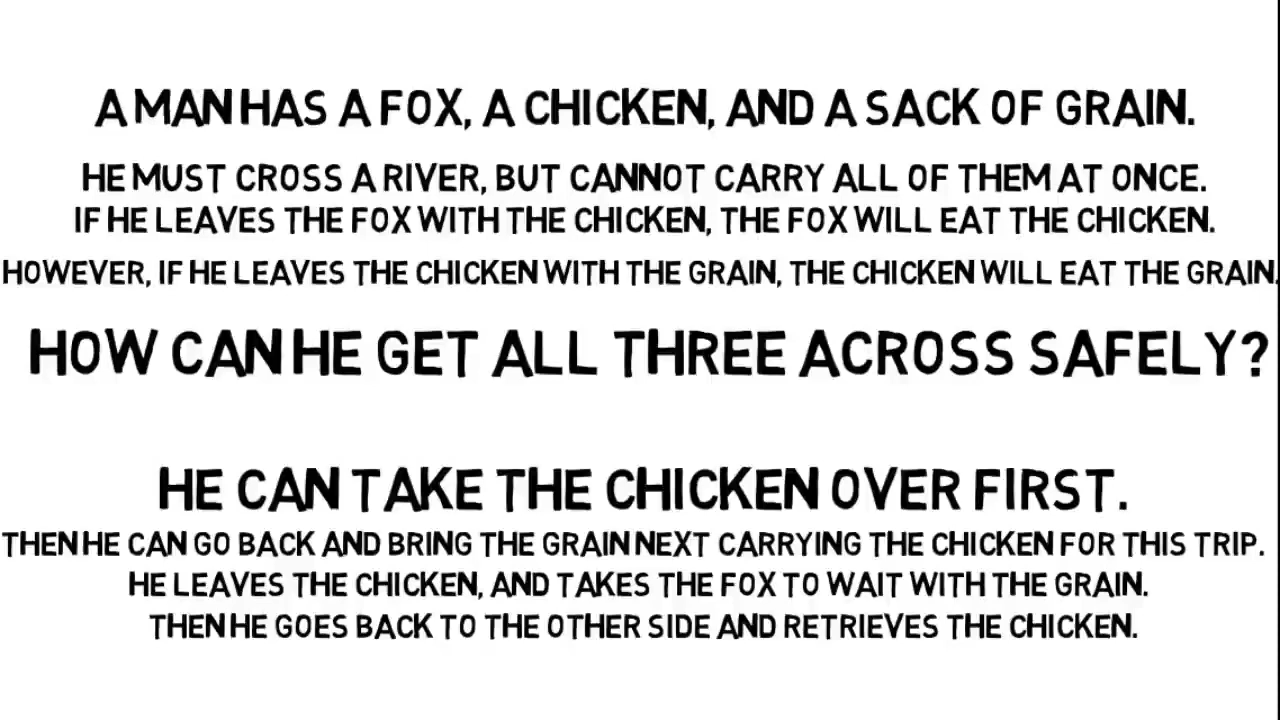 A MAN HAS A FOX, A CHICKEN, AND A SACK OF GRAIN.
HE MUST CROSS A RIVER, BUT CANNOT CARRY ALL OF THEM AT ONCE.
IF HE LEAVES THE FOX WITH THE CHICKEN, THE FOX WILL EAT THE CHICKEN.
HOWEVER, IF HE LEAVES THE CHICKEN WITH THE GRAIN, THE CHICKEN WILL EAT THE GRAIN.
HOW CAN HE GET ALL THREE ACROSS SAFELY?
HE CAN TAKE THE CHICKEN OVER FIRST.
THEN HE CAN GO BACK AND BRING THE GRAIN NEXT CARRYING THE CHICKEN FOR THIS TRIP.
HE LEAVES THE CHICKEN, AND TAKES THE FOX TO WAIT WITH THE GRAIN.
THEN HE GOES BACK TO THE OTHER SIDE AND RETRIEVES THE CHICKEN.